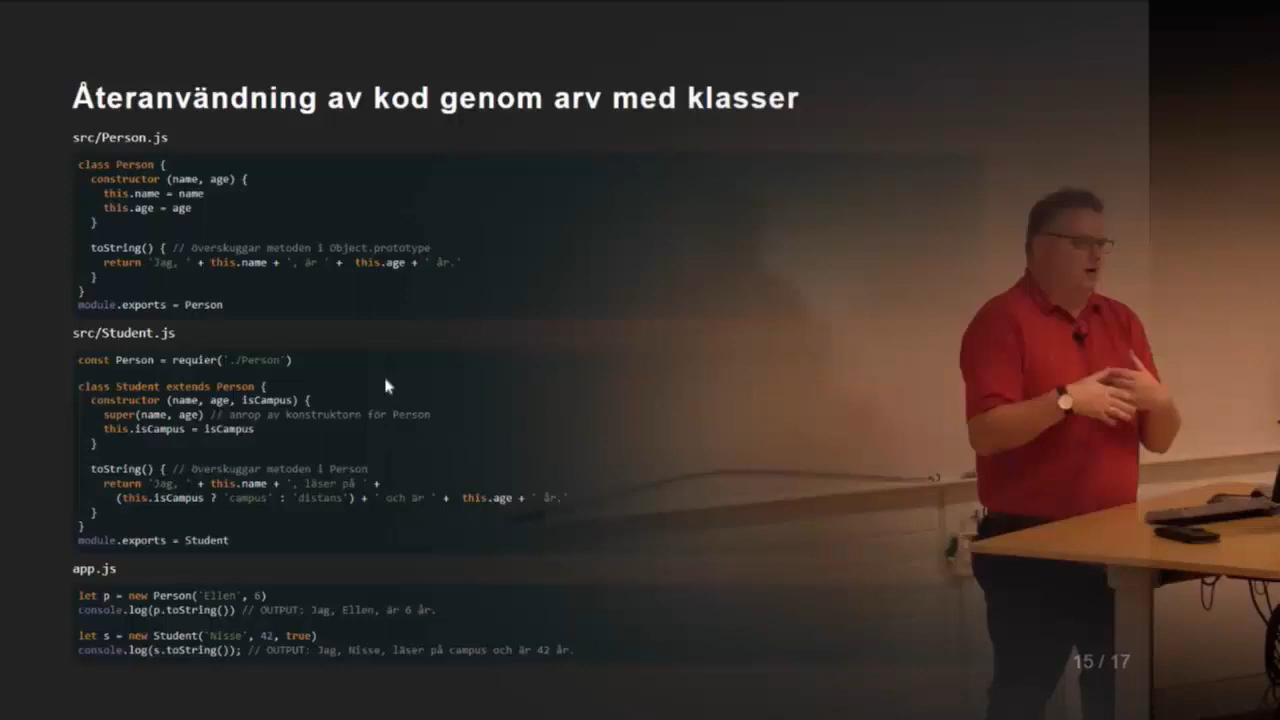 Återanvändning av kod genom arv med klasser
src/Person.js
class Person {
constructor (name, age) {
this.name = name
this.age = age
}
toString() { // Överskuggar metoden i Object.prototype
return 'Jag, ' + this.name + ', är ' + this.age + ' år.'
}
}
module.exports = Person
src/Student.js
const Person = requier('./Person')
class Student extends Person {
constructor (name, age, isCampus) {
super(name, age) // anrop av konstruktorn för Person
this.isCampus = isCampus
}
toString() { // Överskuggar metoden i Person
return 'Jag, ' + this.name + ', läser på ' +
(this.isCampus ? 'campus' : 'distans') + ' och är ' + this.age + ' år.'
}
}
module.exports = Student
app.js
let p = new Person('Ellen', 6)
console.log(p.toString()) // OUTPUT: Jag, Ellen, är 6 år.
let s = new Student('Nisse', 42, true)
console.log(s.toString()); // OUTPUT: Jag, Nisse, läser på campus och är 42 år.
15 / 17